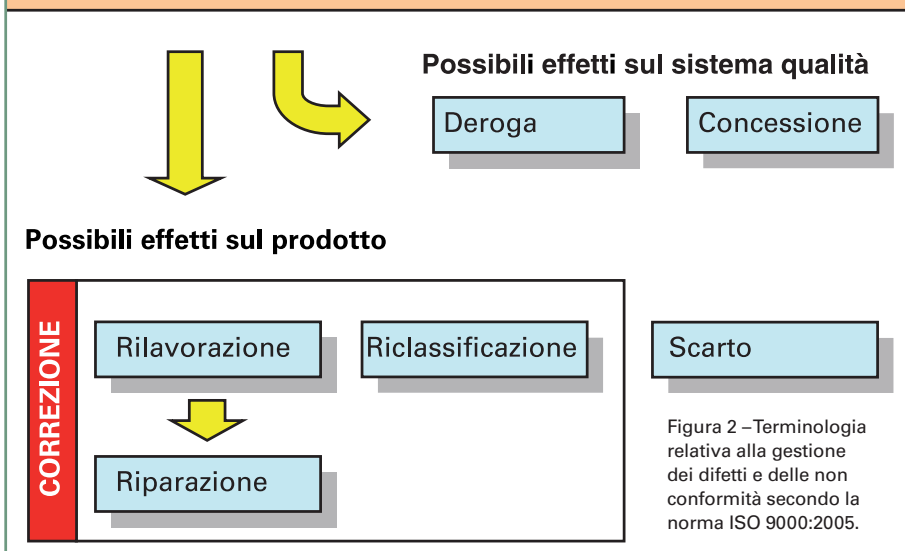 Possibili effetti sul sistema qualità
Deroga
Concessione
Possibili effetti sul prodotto
CORREZIONE
Rilavorazione
Riclassificazione
Scarto
Riparazione
Figura 2 –Terminologia
relativa alla gestione
dei difetti e delle non
conformità secondo la
norma ISO 9000:2005.